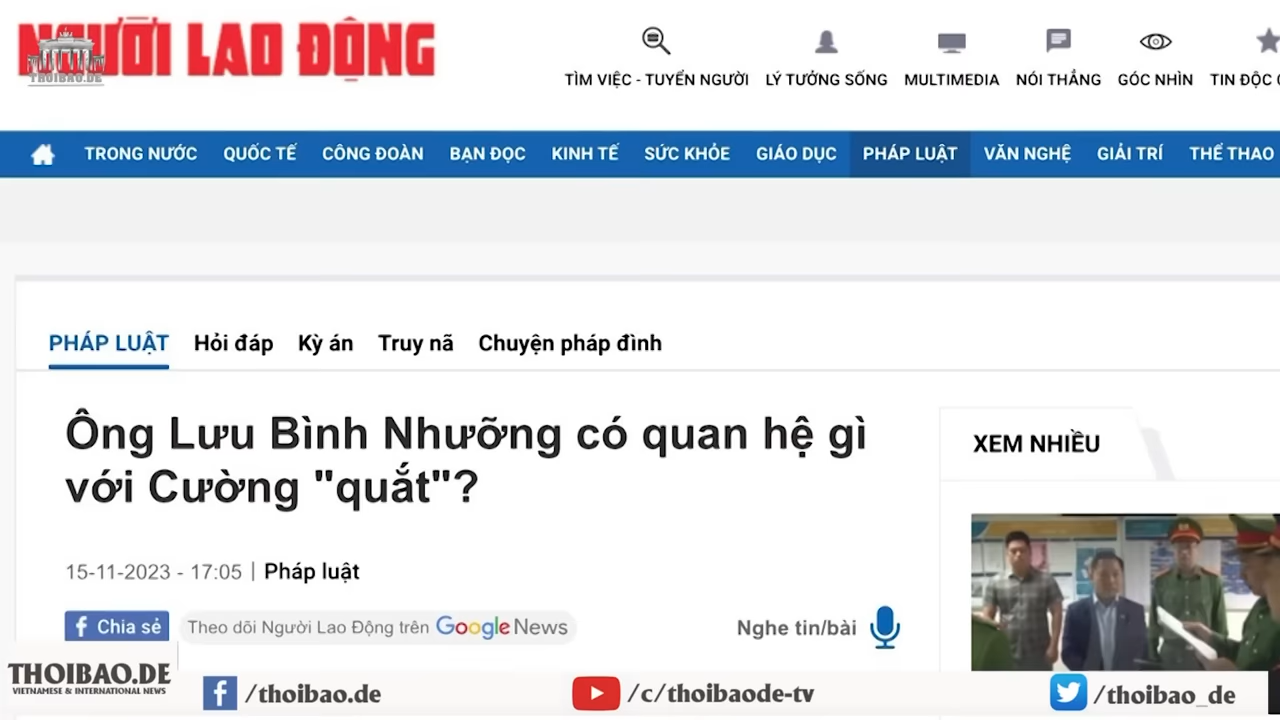 NGƯỜI LAO ĐỘNG
THOIBAO.DE
TÌM VIỆC - TUYỂN NGƯỜI LÝ TƯỞNG SỐNG MULTIMEDIA NÓI THẲNG GÓC NHÌN TIN ĐỘC
TRONG NƯỚC QUỐC TẾ CÔNG ĐOÀN BẠN ĐỌC KINH TẾ SỨC KHỎE GIÁO DỤC PHÁP LUẬT VĂN NGHỆ GIẢI TRÍ THỂ THAO
PHÁP LUẬT Hỏi đáp Kỳ án Truy nã Chuyện pháp đình
Ông Lưu Bình Nhưỡng có quan hệ gì
với Cường "quắt"?
XEM NHIỀU
15-11-2023 - 17:05 | Pháp luật
f Chia sẻ Theo dõi Người Lao Động trên Google News Nghe tin/bài
THOIBAO.DE
VIETNAMESE & INTERNATIONAL NEWS
f /thoibao.de /c/thoibaode-tv /thoibao_de